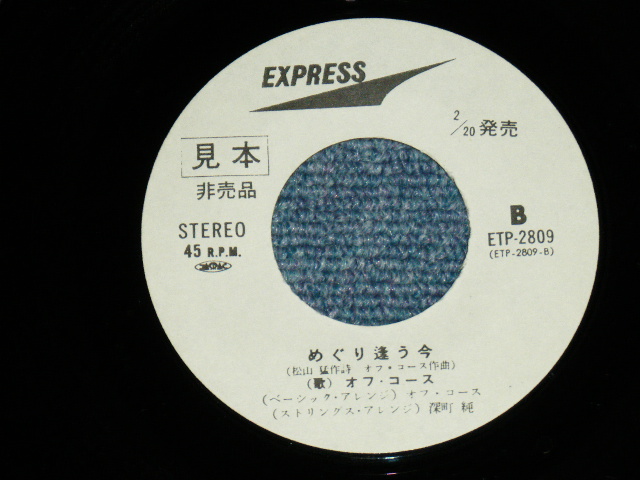 EXPRESS
2/20 発売
見本
非売品
STEREO
45 R.P.M.
B
ETP-2809
(ETP-2809-B)
めぐり逢う今
(松山 猛作詩 オフ・コース作曲)
(歌) オフ・コース
(ベーシック・アレンジ) オフ・コース
(ストリングス・アレンジ) 深町 純